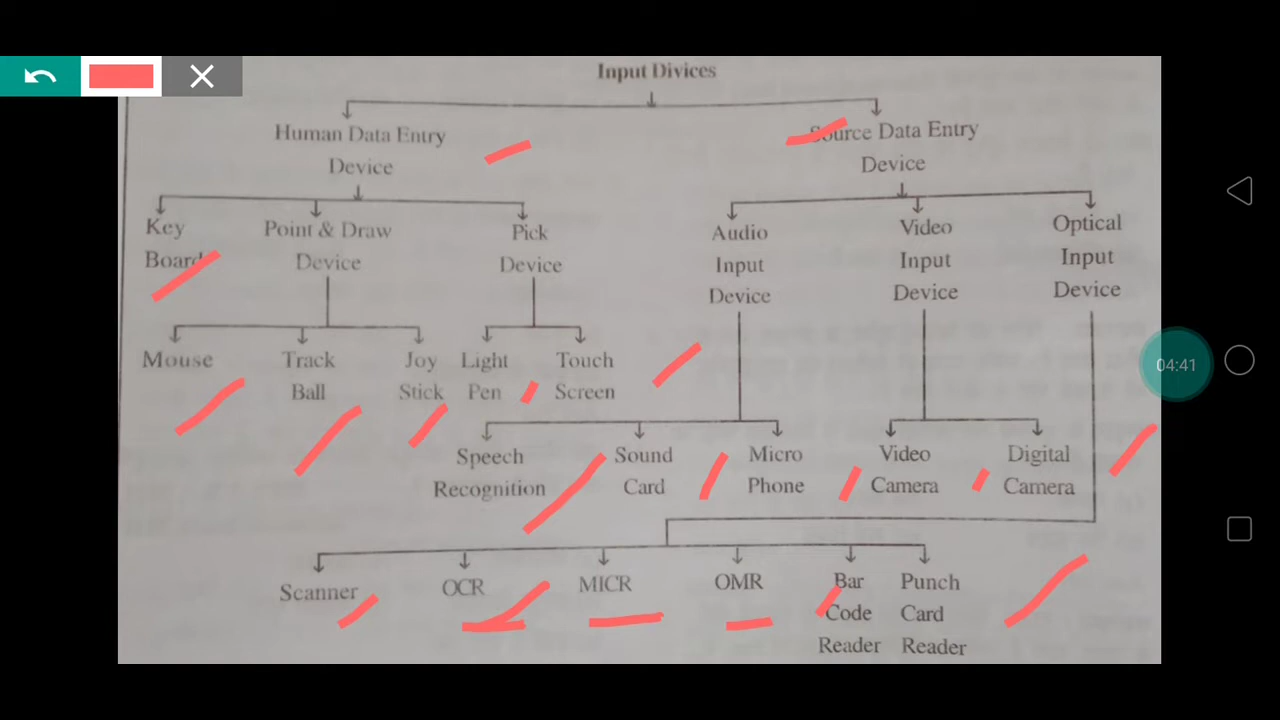 Input Divices
Human Data Entry
Device
Source Data Entry
Device
Key
Board
Point & Draw
Device
Pick
Device
Audio
Input
Device
Video
Input
Device
Optical
Input
Device
Mouse
Track
Ball
Joy
Stick
Light
Pen
Touch
Screen
Speech
Recognition
Sound
Card
Micro
Phone
Video
Camera
Digital
Camera
Scanner
OCR
MICR
OMR
Bar
Code
Reader
Punch
Card
Reader
04:41